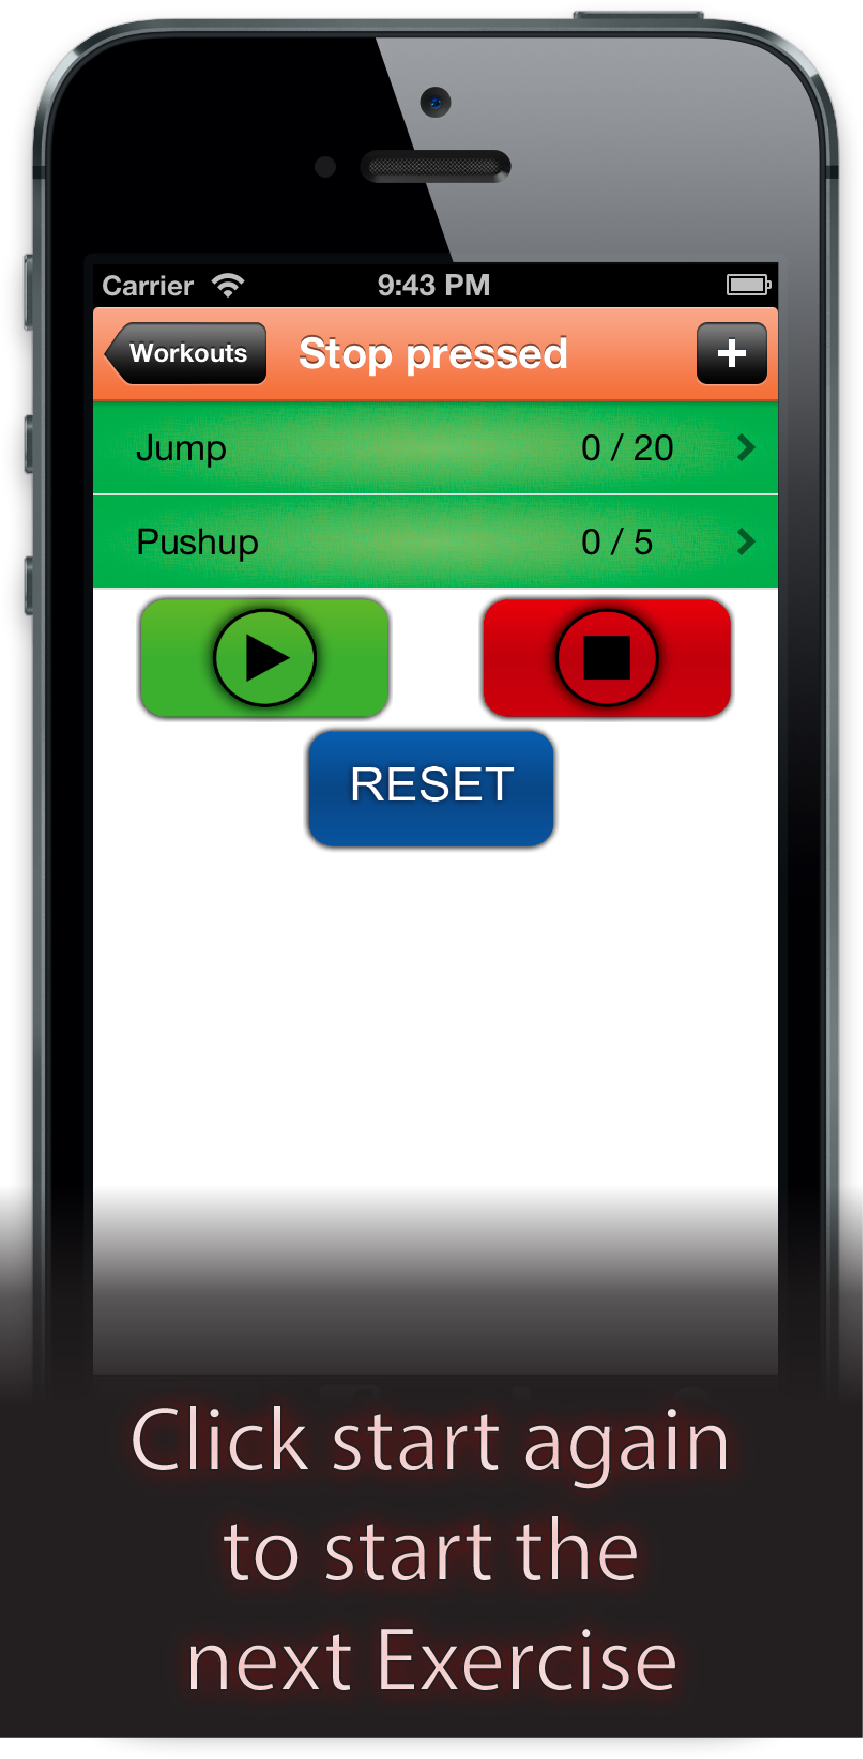 Carrier 9:43 PM
Workouts Stop pressed +
Jump 0 / 20
Pushup 0 / 5
RESET
Click start again
to start the
next Exercise